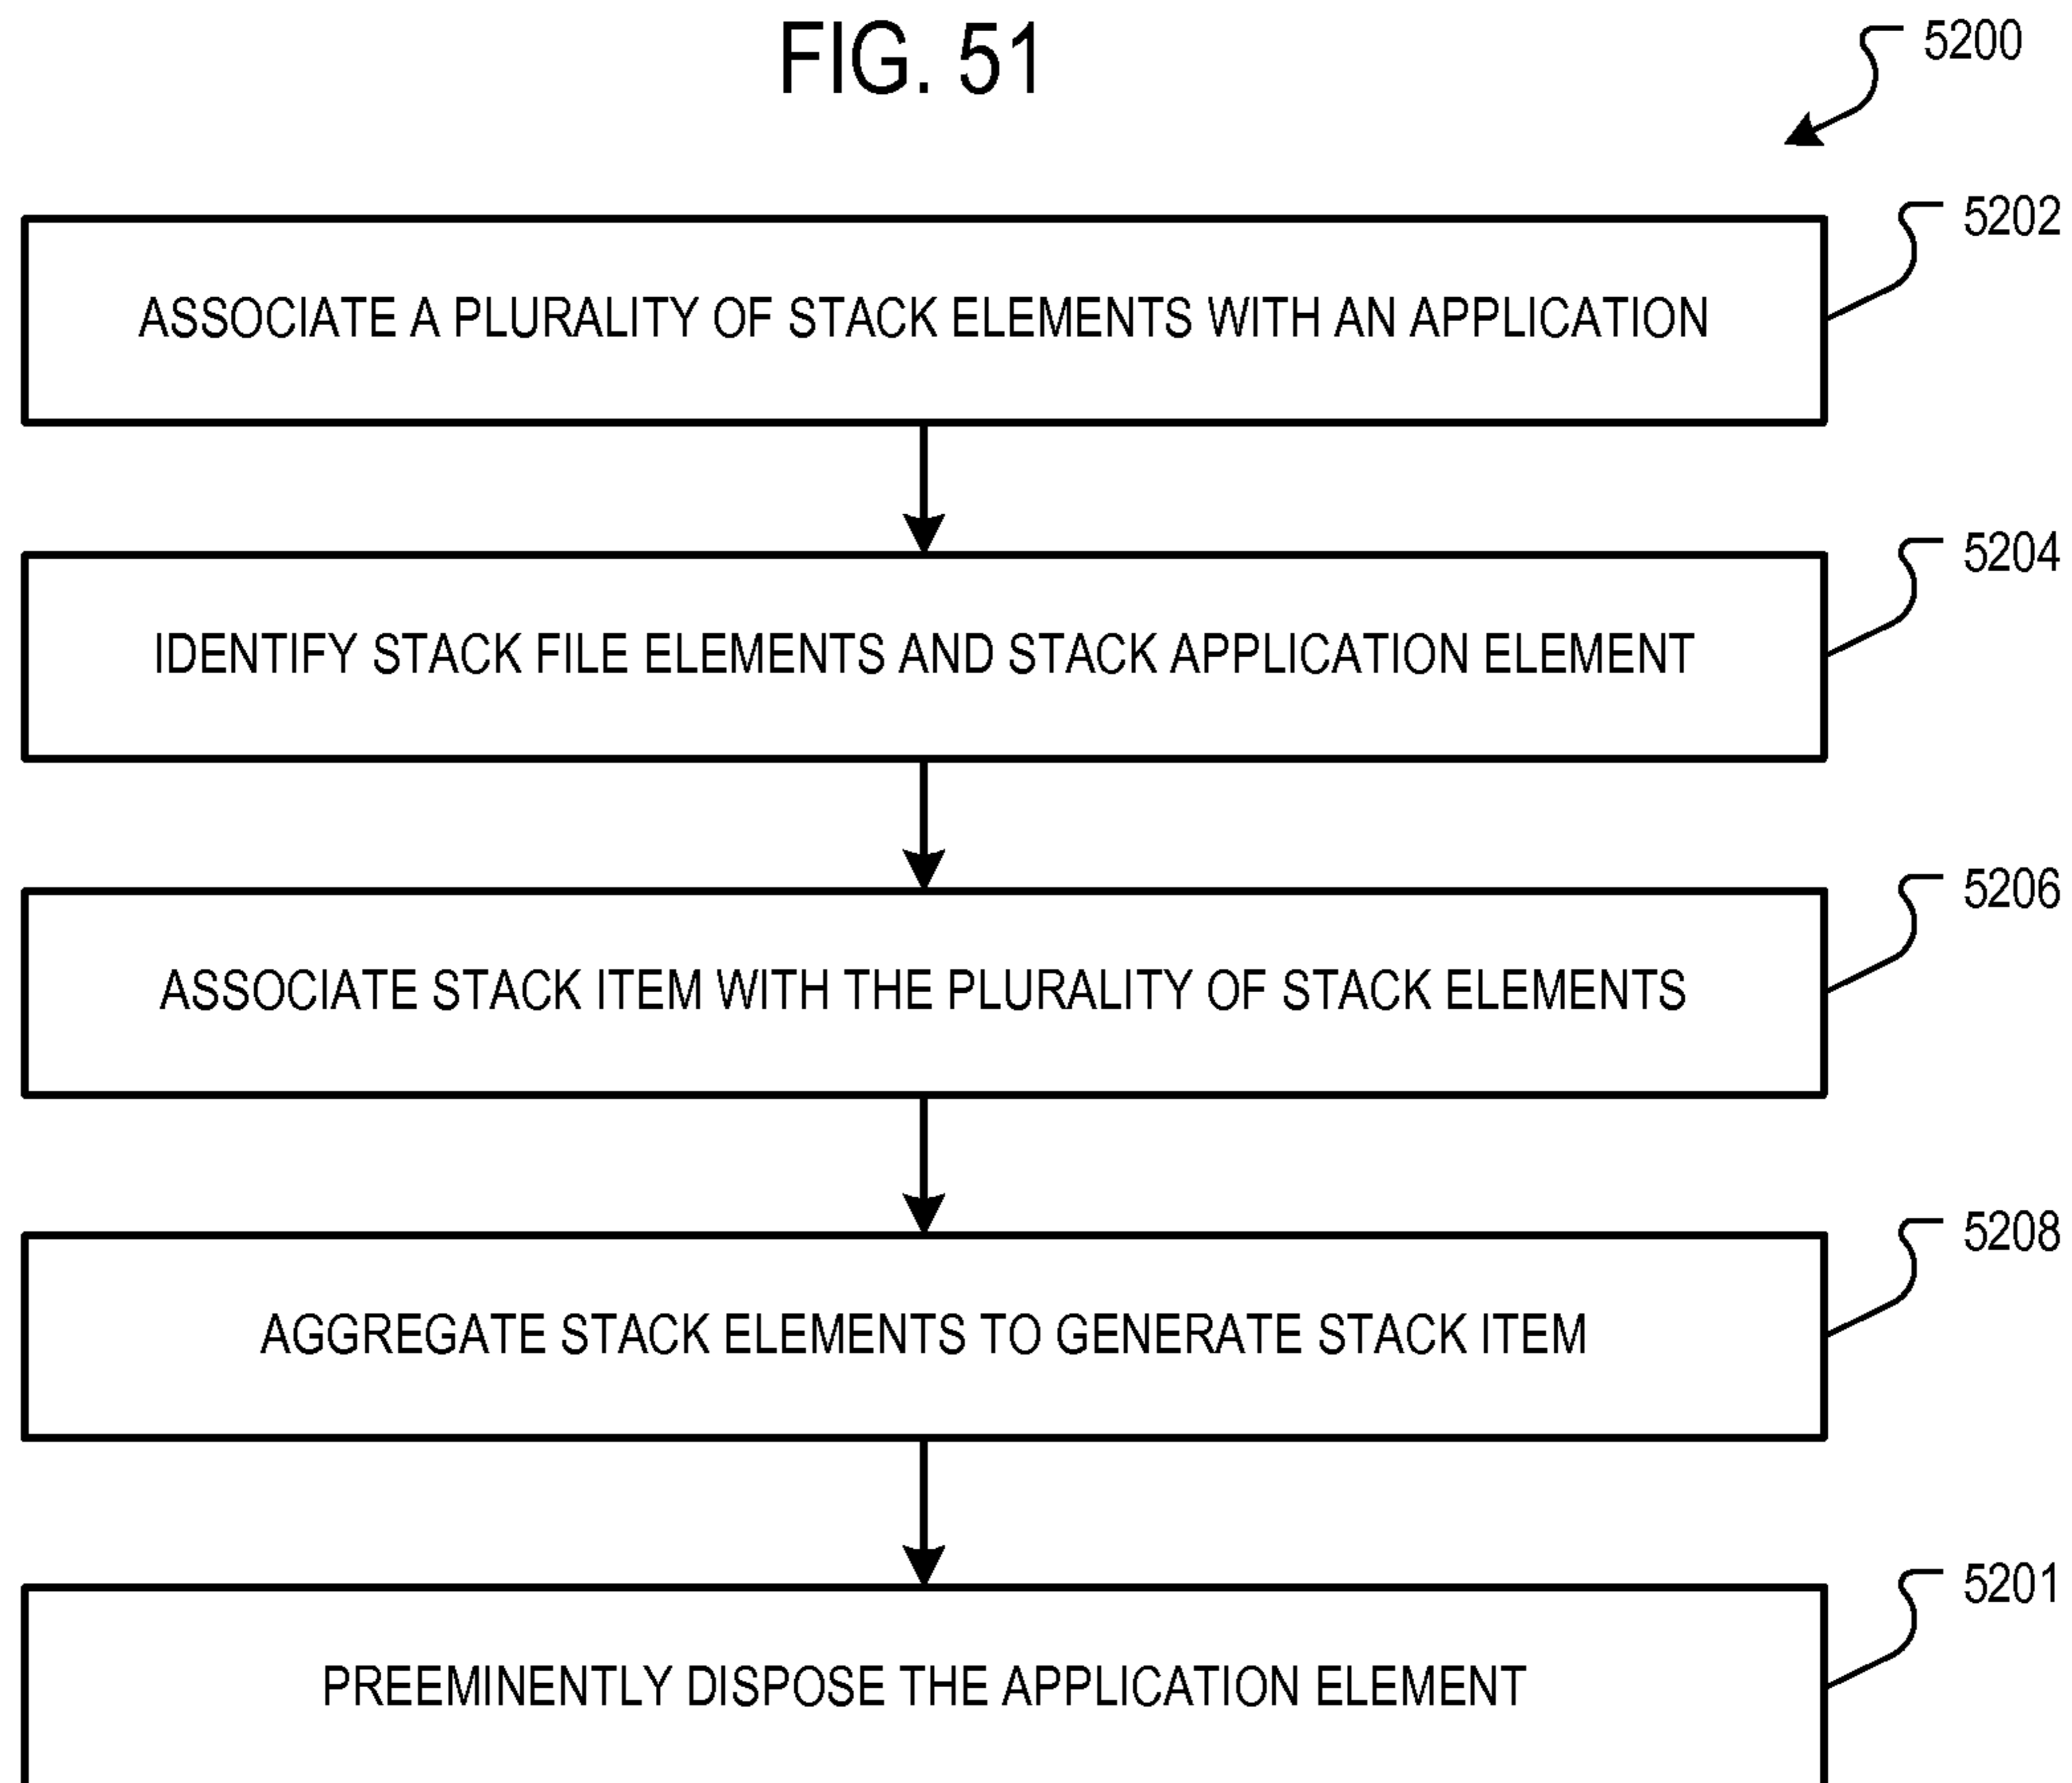 FIG. 51
5200
5202
ASSOCIATE A PLURALITY OF STACK ELEMENTS WITH AN APPLICATION
5204
IDENTIFY STACK FILE ELEMENTS AND STACK APPLICATION ELEMENT
5206
ASSOCIATE STACK ITEM WITH THE PLURALITY OF STACK ELEMENTS
5208
AGGREGATE STACK ELEMENTS TO GENERATE STACK ITEM
5201
PREEMINENTLY DISPOSE THE APPLICATION ELEMENT